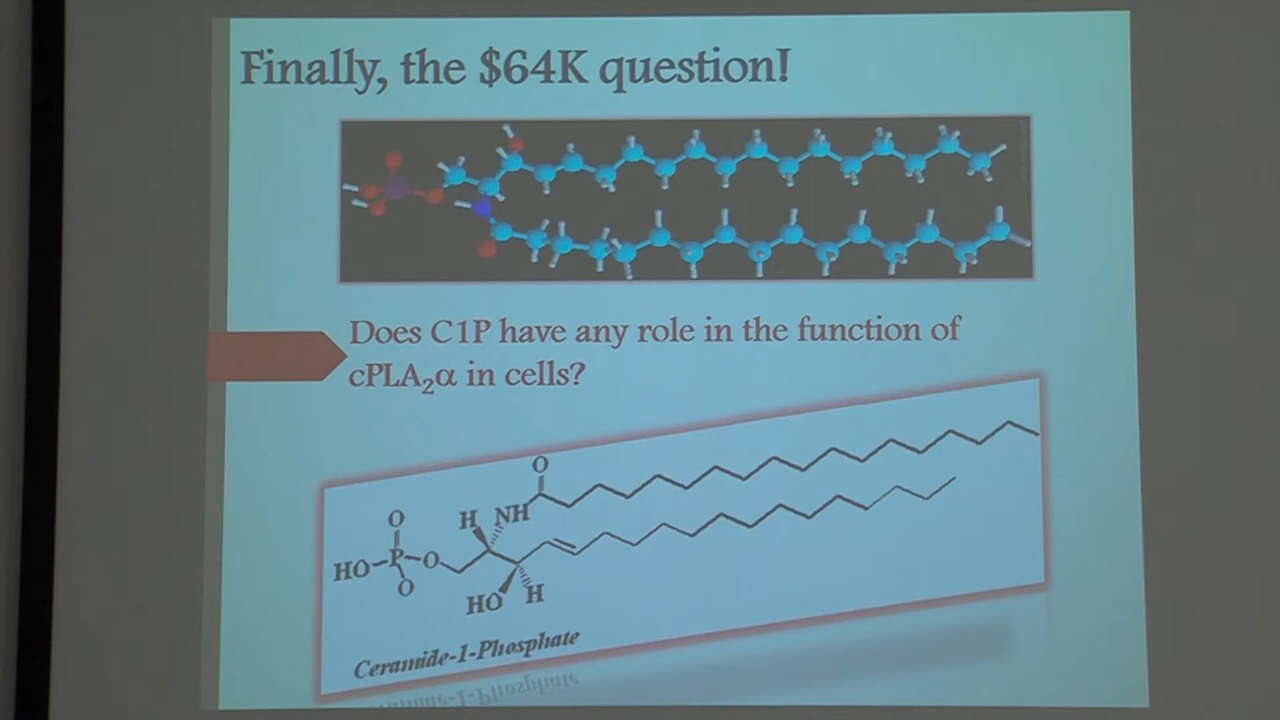 Finally, the $64K question!
Does C1P have any role in the function of
cPLA₂α in cells?
O
O
H NH
HO-P-O
O
HO H
Ceramide-1-Phosphate